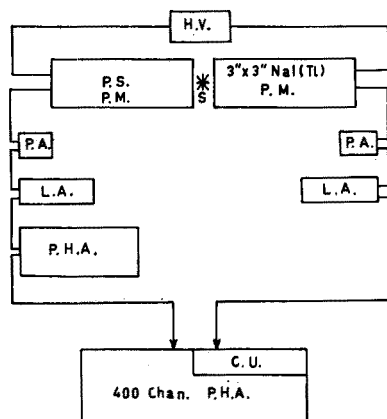 H.V.
P.S.
P.M.
S
3"x3" NaI(Tl)
P.M.
P.A.
P.A.
L.A.
L.A.
P.H.A.
C.U.
400 Chan. P.H.A.